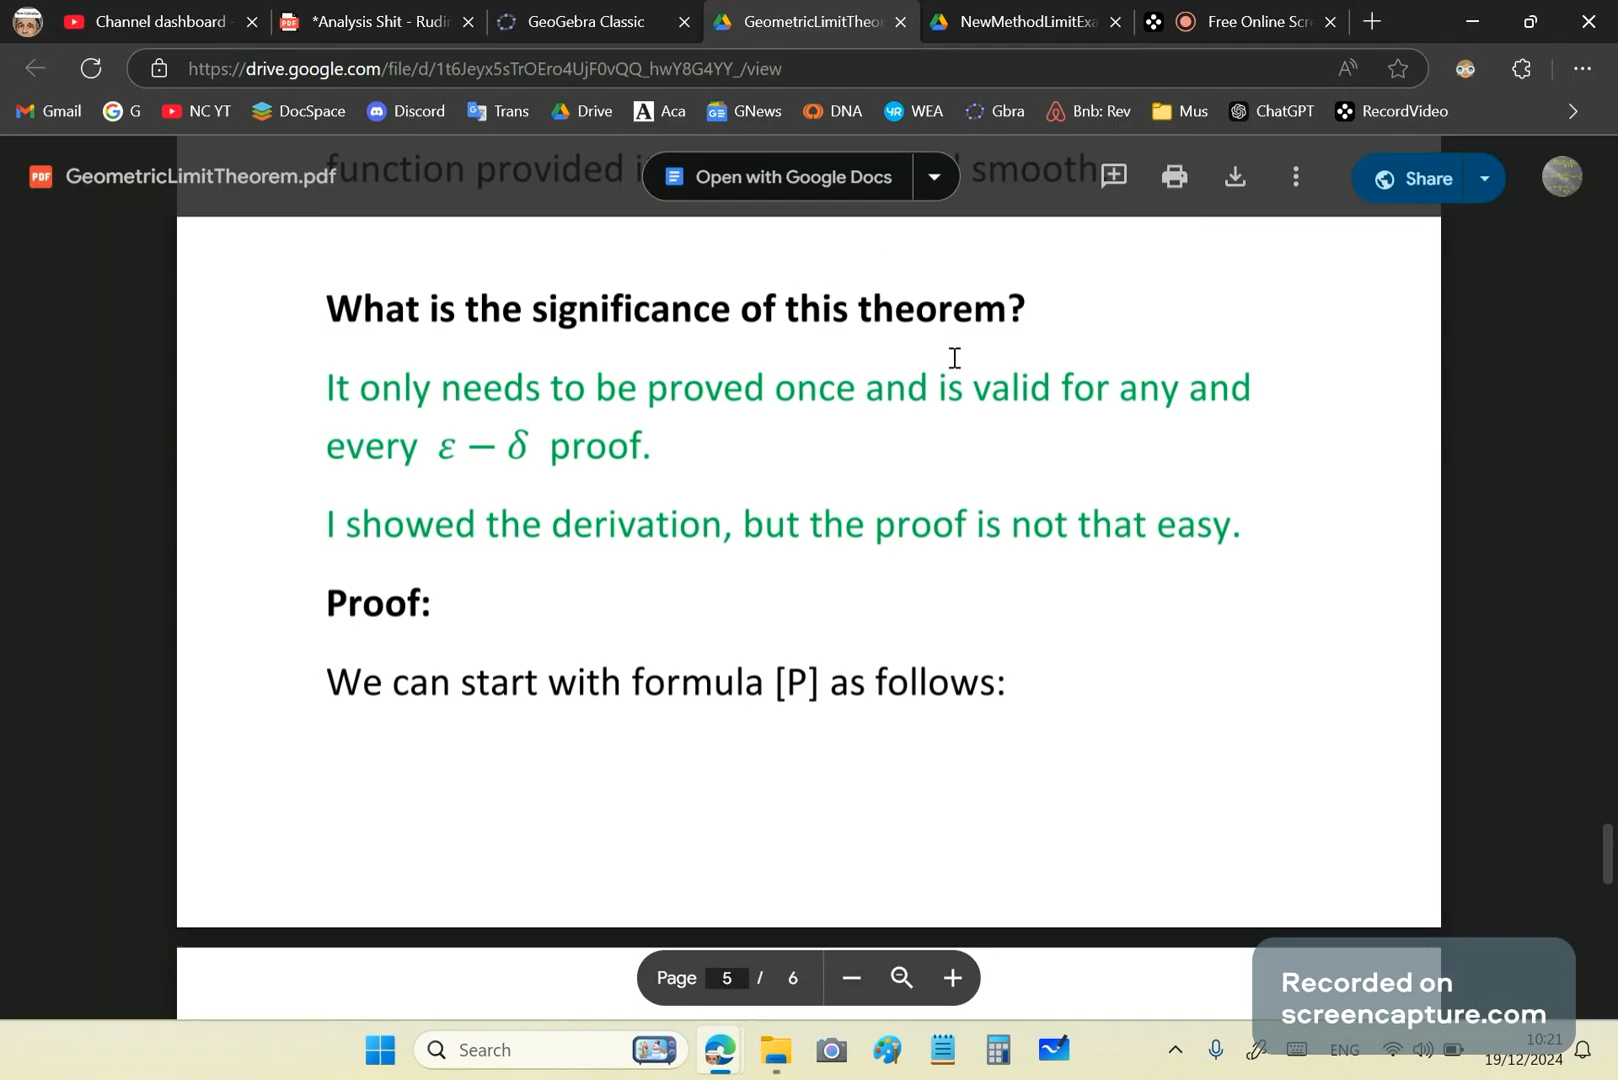 Channel dashboard -
*Analysis Shit - Rudin
GeoGebra Classic
GeometricLimitTheor
NewMethodLimitExa
Free Online Scr
https://drive.google.com/file/d/1t6Jeyx5sTrOEro4UjF0vQQ_hwY8G4YY_/view
Gmail
G
NC YT
DocSpace
Discord
Trans
Drive
Aca
GNews
DNA
WEA
Gbra
Bnb: Rev
Mus
ChatGPT
RecordVideo
function provided i
smooth
PDF
GeometricLimitTheorem.pdf
Open with Google Docs
Share
What is the significance of this theorem?
It only needs to be proved once and is valid for any and
every ε − δ proof.
I showed the derivation, but the proof is not that easy.
Proof:
We can start with formula [P] as follows:
Page 5 / 6
Recorded on
screencapture.com
Search
ENG
10:21
19/12/2024